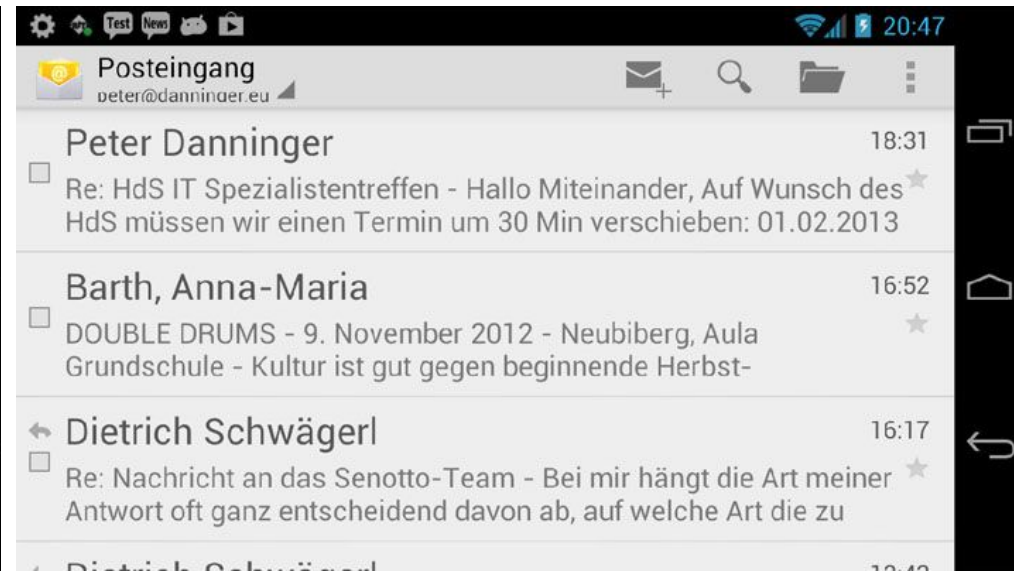 Test News 20:47
Posteingang
peter@danninger.eu
Peter Danninger 18:31
Re: HdS IT Spezialistentreffen - Hallo Miteinander, Auf Wunsch des
HdS müssen wir einen Termin um 30 Min verschieben: 01.02.2013
Barth, Anna-Maria 16:52
DOUBLE DRUMS - 9. November 2012 - Neubiberg, Aula
Grundschule - Kultur ist gut gegen beginnende Herbst-
Dietrich Schwägerl 16:17
Re: Nachricht an das Senotto-Team - Bei mir hängt die Art meiner
Antwort oft ganz entscheidend davon ab, auf welche Art die zu
Dietrich Schwägerl